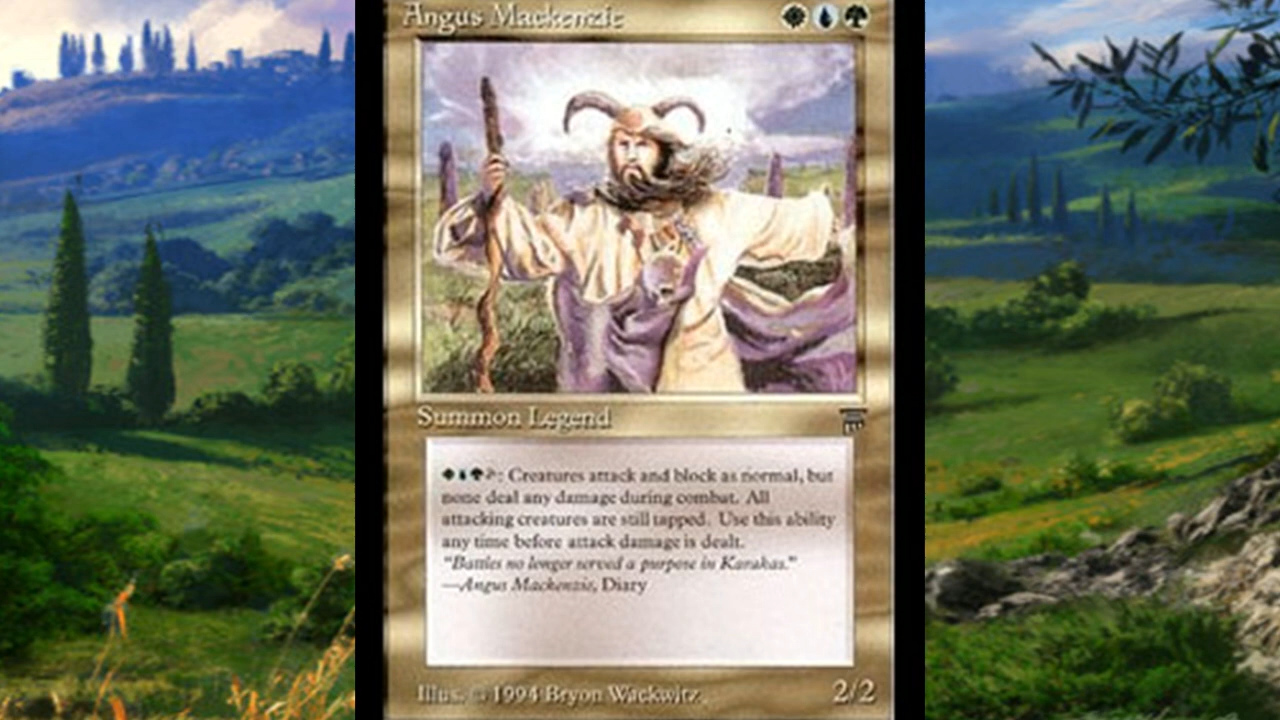 Angus Mackenzie
Summon Legend
: Creatures attack and block as normal, but
none deal any damage during combat. All
attacking creatures are still tapped. Use this ability
any time before attack damage is dealt.
"Battles no longer served a purpose in Karakas."
—Angus Mackenzie, Diary
Illus. © 1994 Bryon Wackwitz
2/2